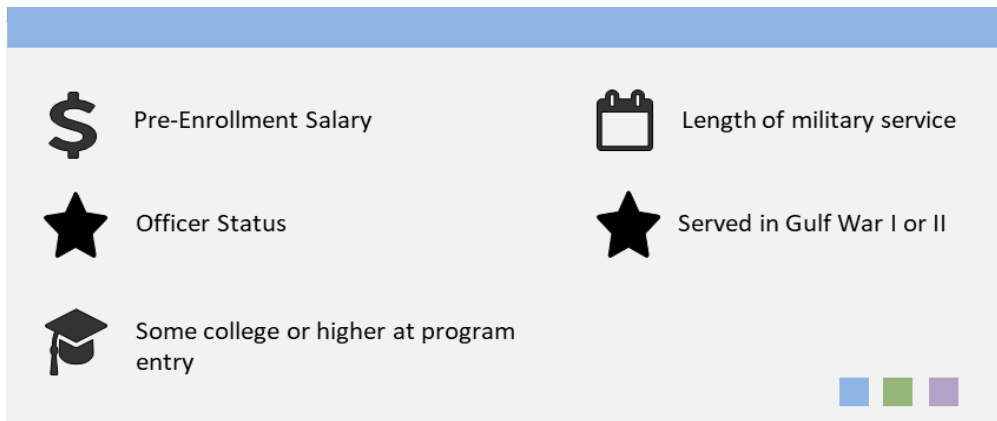 Pre-Enrollment Salary
Length of military service
Officer Status
Served in Gulf War I or II
Some college or higher at program
entry